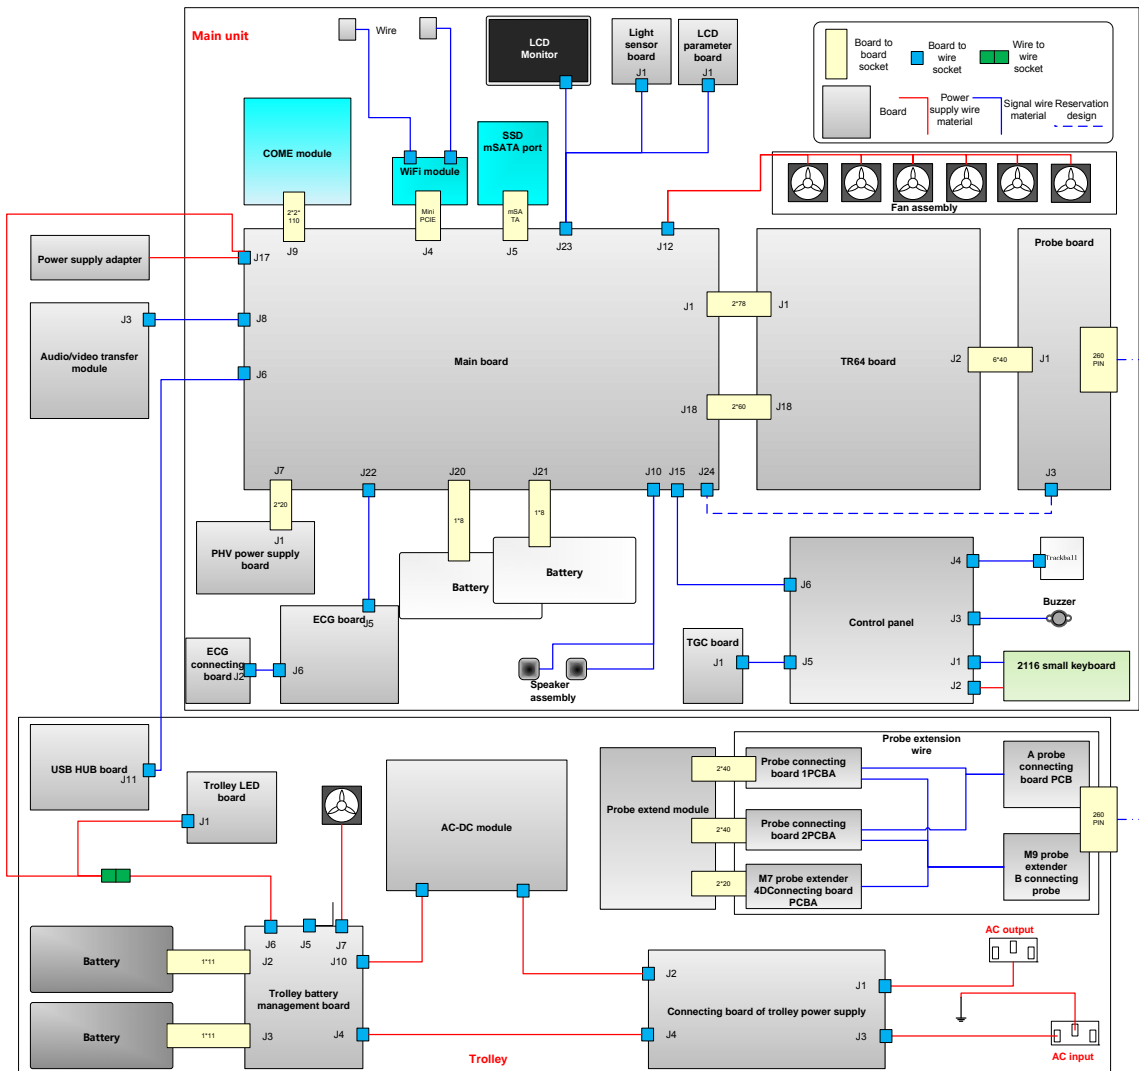 Main unit
Wire
LCD
Monitor
Light
sensor
board
J1
LCD
parameter
board
J1
Board to
board
socket
Board to
wire
socket
Wire to
wire
socket
Board
Power
supply wire
material
Signal wire
material
Reservation
design
COME module
WiFi module
SSD
mSATA port
2*2*
110
Mini
PCIE
mSA
TA
Fan assembly
J9
J4
J5
J23
J12
Power supply adapter
J17
J3
J8
Audio/video transfer
module
J6
Main board
J1
2*78
J1
TR64 board
J2
6*40
J1
Probe board
260
PIN
J18
2*60
J18
J7
J22
J20
J21
J10
J15
J24
J3
2*20
1*8
1*8
J1
PHV power supply
board
Battery
Battery
ECG board
J5
ECG
connecting
board
J2
J6
Speaker
assembly
TGC board
J1
J6
J5
Control panel
J4
Trackball
Buzzer
J3
J1
J2
2116 small keyboard
USB HUB board
J11
Trolley LED
board
J1
AC-DC module
Probe extend module
2*40
2*40
2*20
Probe extension
wire
Probe connecting
board 1PCBA
Probe connecting
board 2PCBA
M7 probe extender
4DConnecting board
PCBA
A probe
connecting
board PCB
M9 probe
extender
B connecting
probe
260
PIN
J6
J5
J7
Battery
1*11
J2
J10
Trolley battery
management board
Battery
1*11
J3
J4
Trolley
J2
J4
Connecting board of trolley power supply
J1
J3
AC output
AC input